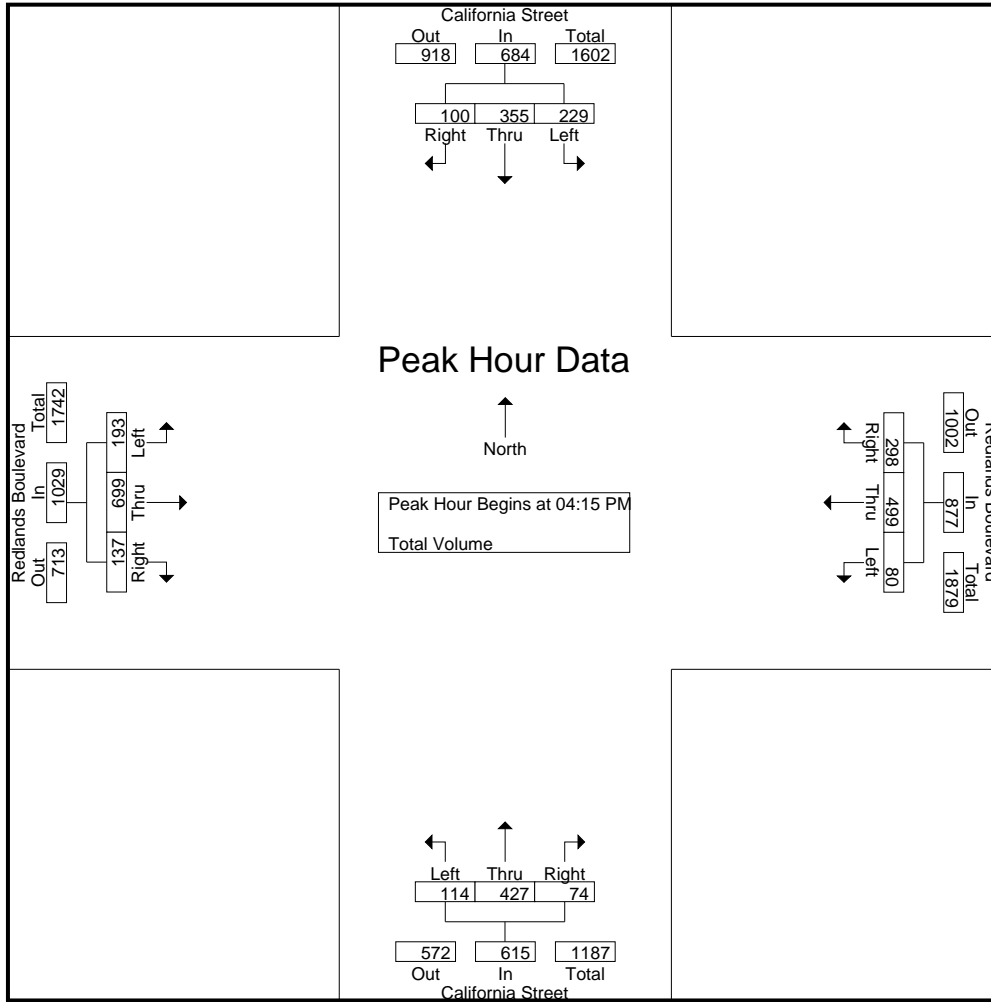 California Street
Out In Total
918 684 1602
100 355 229
Right Thru Left
Peak Hour Data
North
Peak Hour Begins at 04:15 PM
Total Volume
Redlands Boulevard
Out In Total
713 1029 1742
137 699 193
Right Thru Left
Redlands Boulevard
Out In Total
1002 877 1879
298 499 80
Right Thru Left
Left Thru Right
114 427 74
572 615 1187
Out In Total
California Street